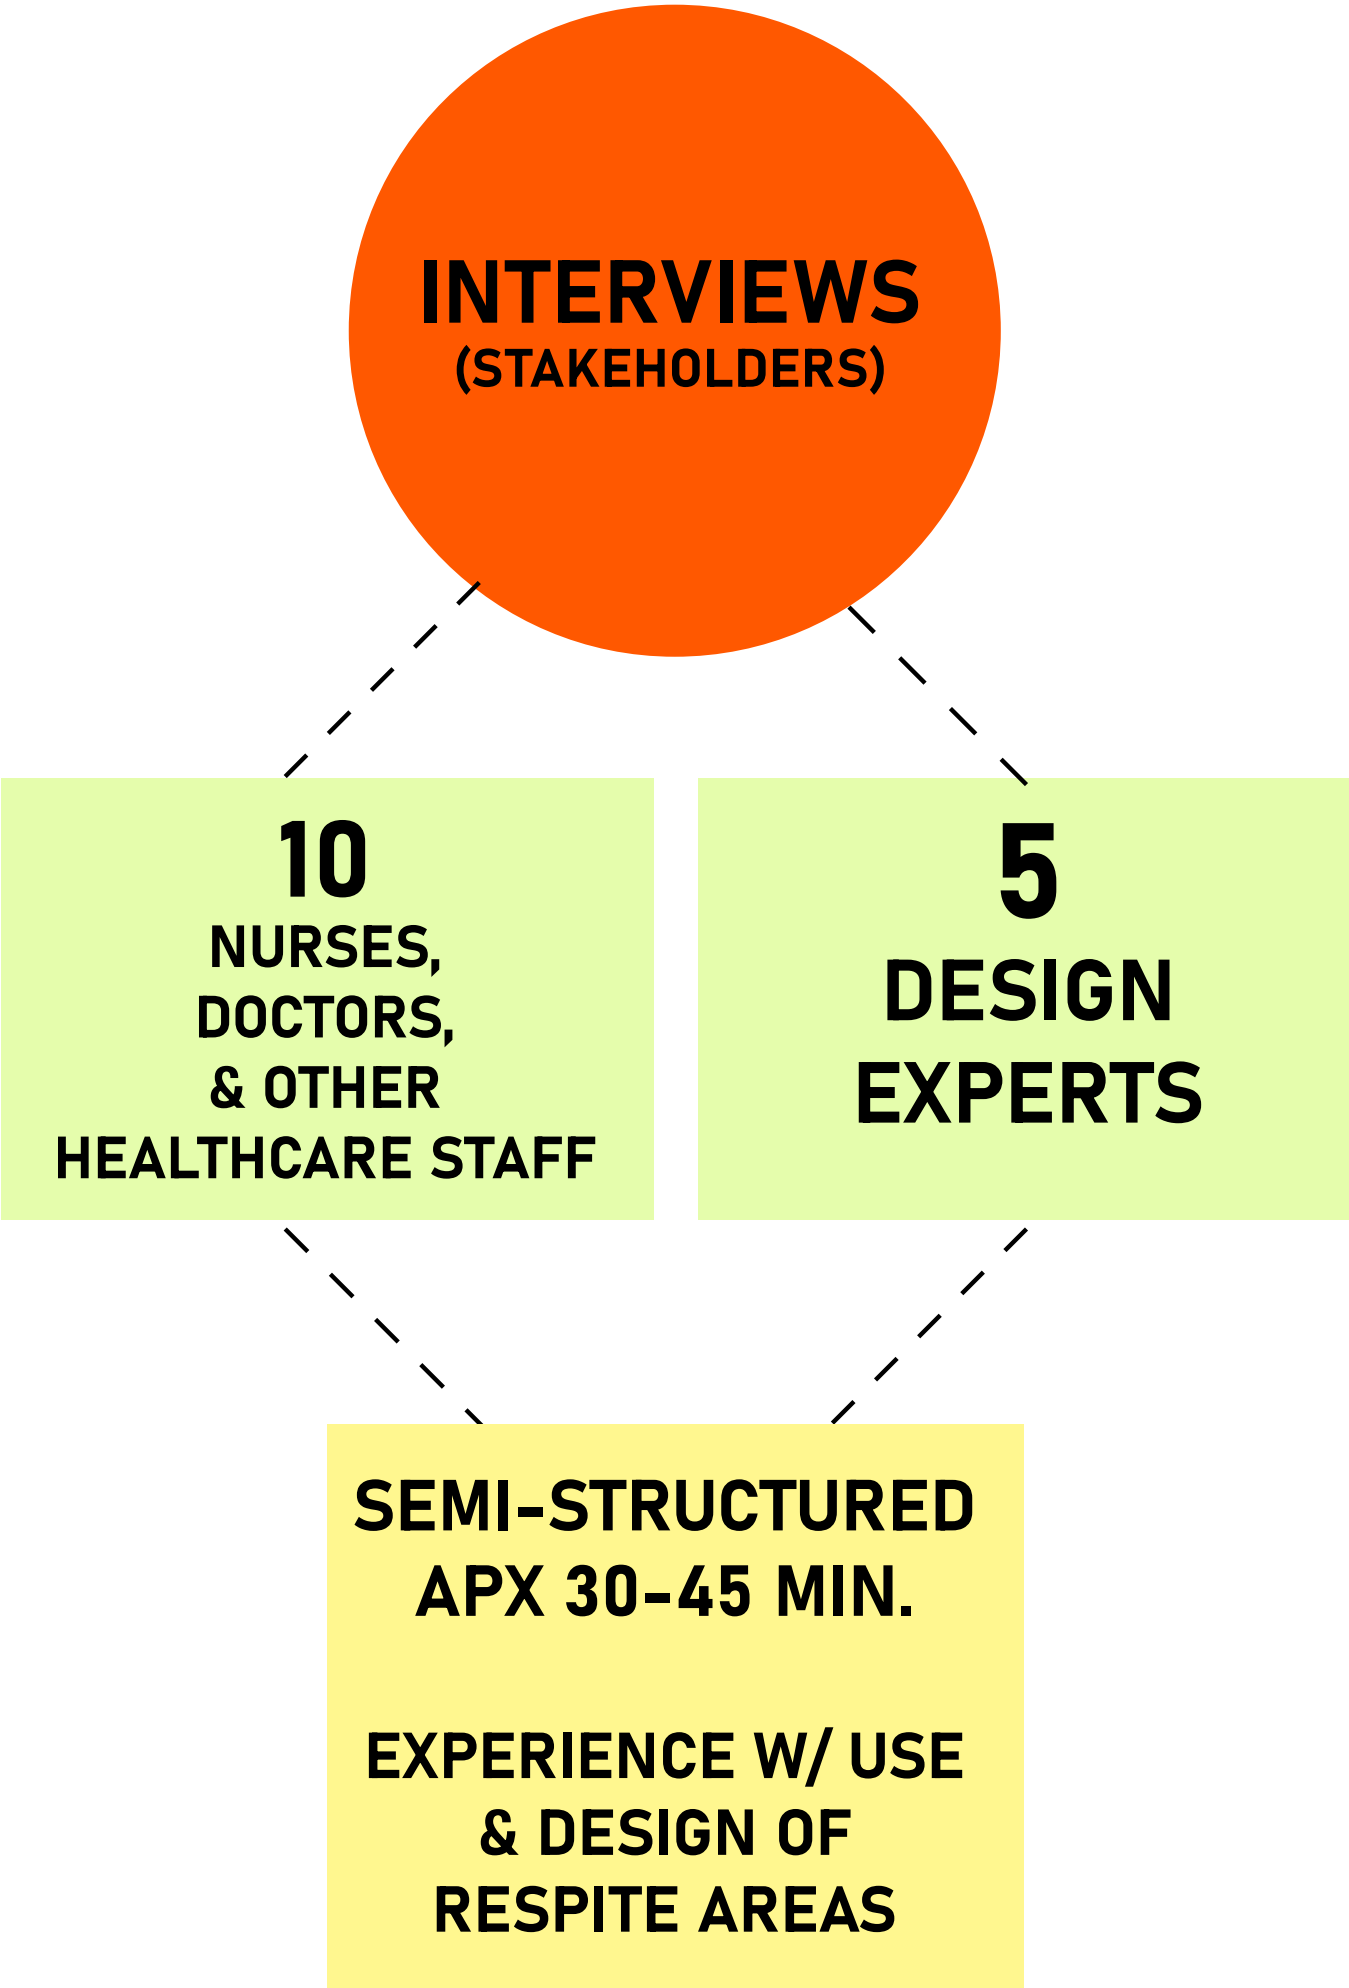 INTERVIEWS
(STAKEHOLDERS)
10
NURSES,
DOCTORS,
& OTHER
HEALTHCARE STAFF
5
DESIGN
EXPERTS
SEMI-STRUCTURED
APX 30-45 MIN.
EXPERIENCE W/ USE
& DESIGN OF
RESPITE AREAS